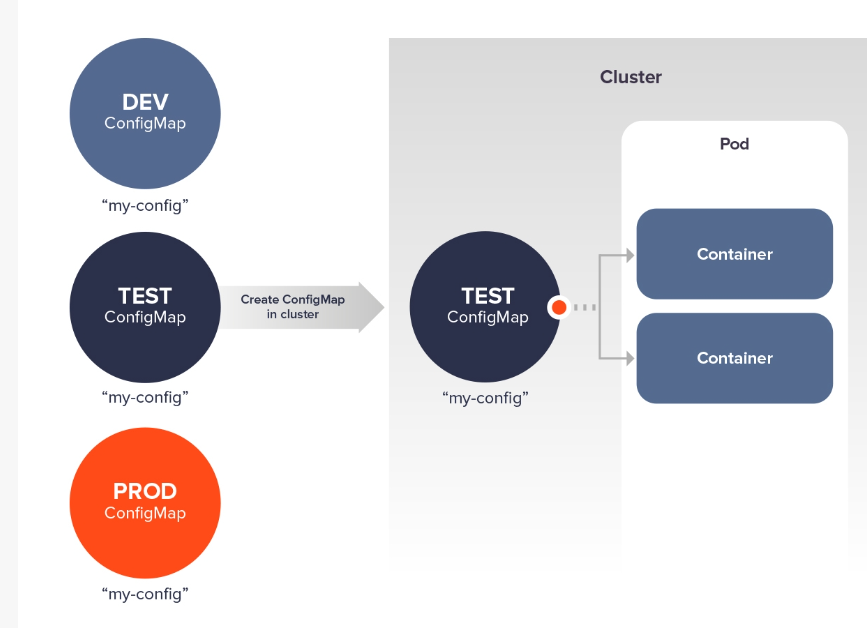 DEV
ConfigMap
“my-config”
TEST
ConfigMap
“my-config”
PROD
ConfigMap
“my-config”
Create ConfigMap
in cluster
Cluster
TEST
ConfigMap
“my-config”
Pod
Container
Container